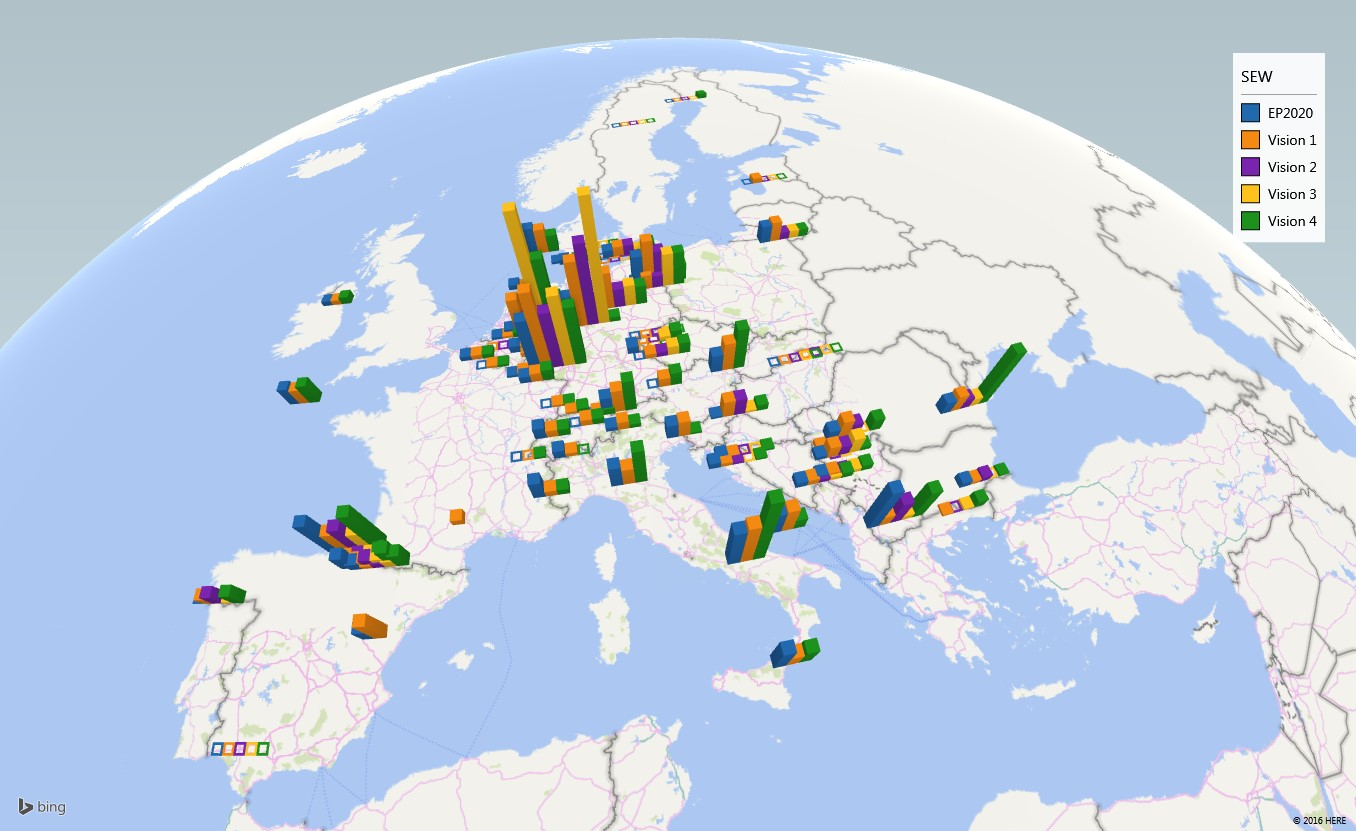 SEW
EP2020
Vision 1
Vision 2
Vision 3
Vision 4
bing
© 2016 HERE